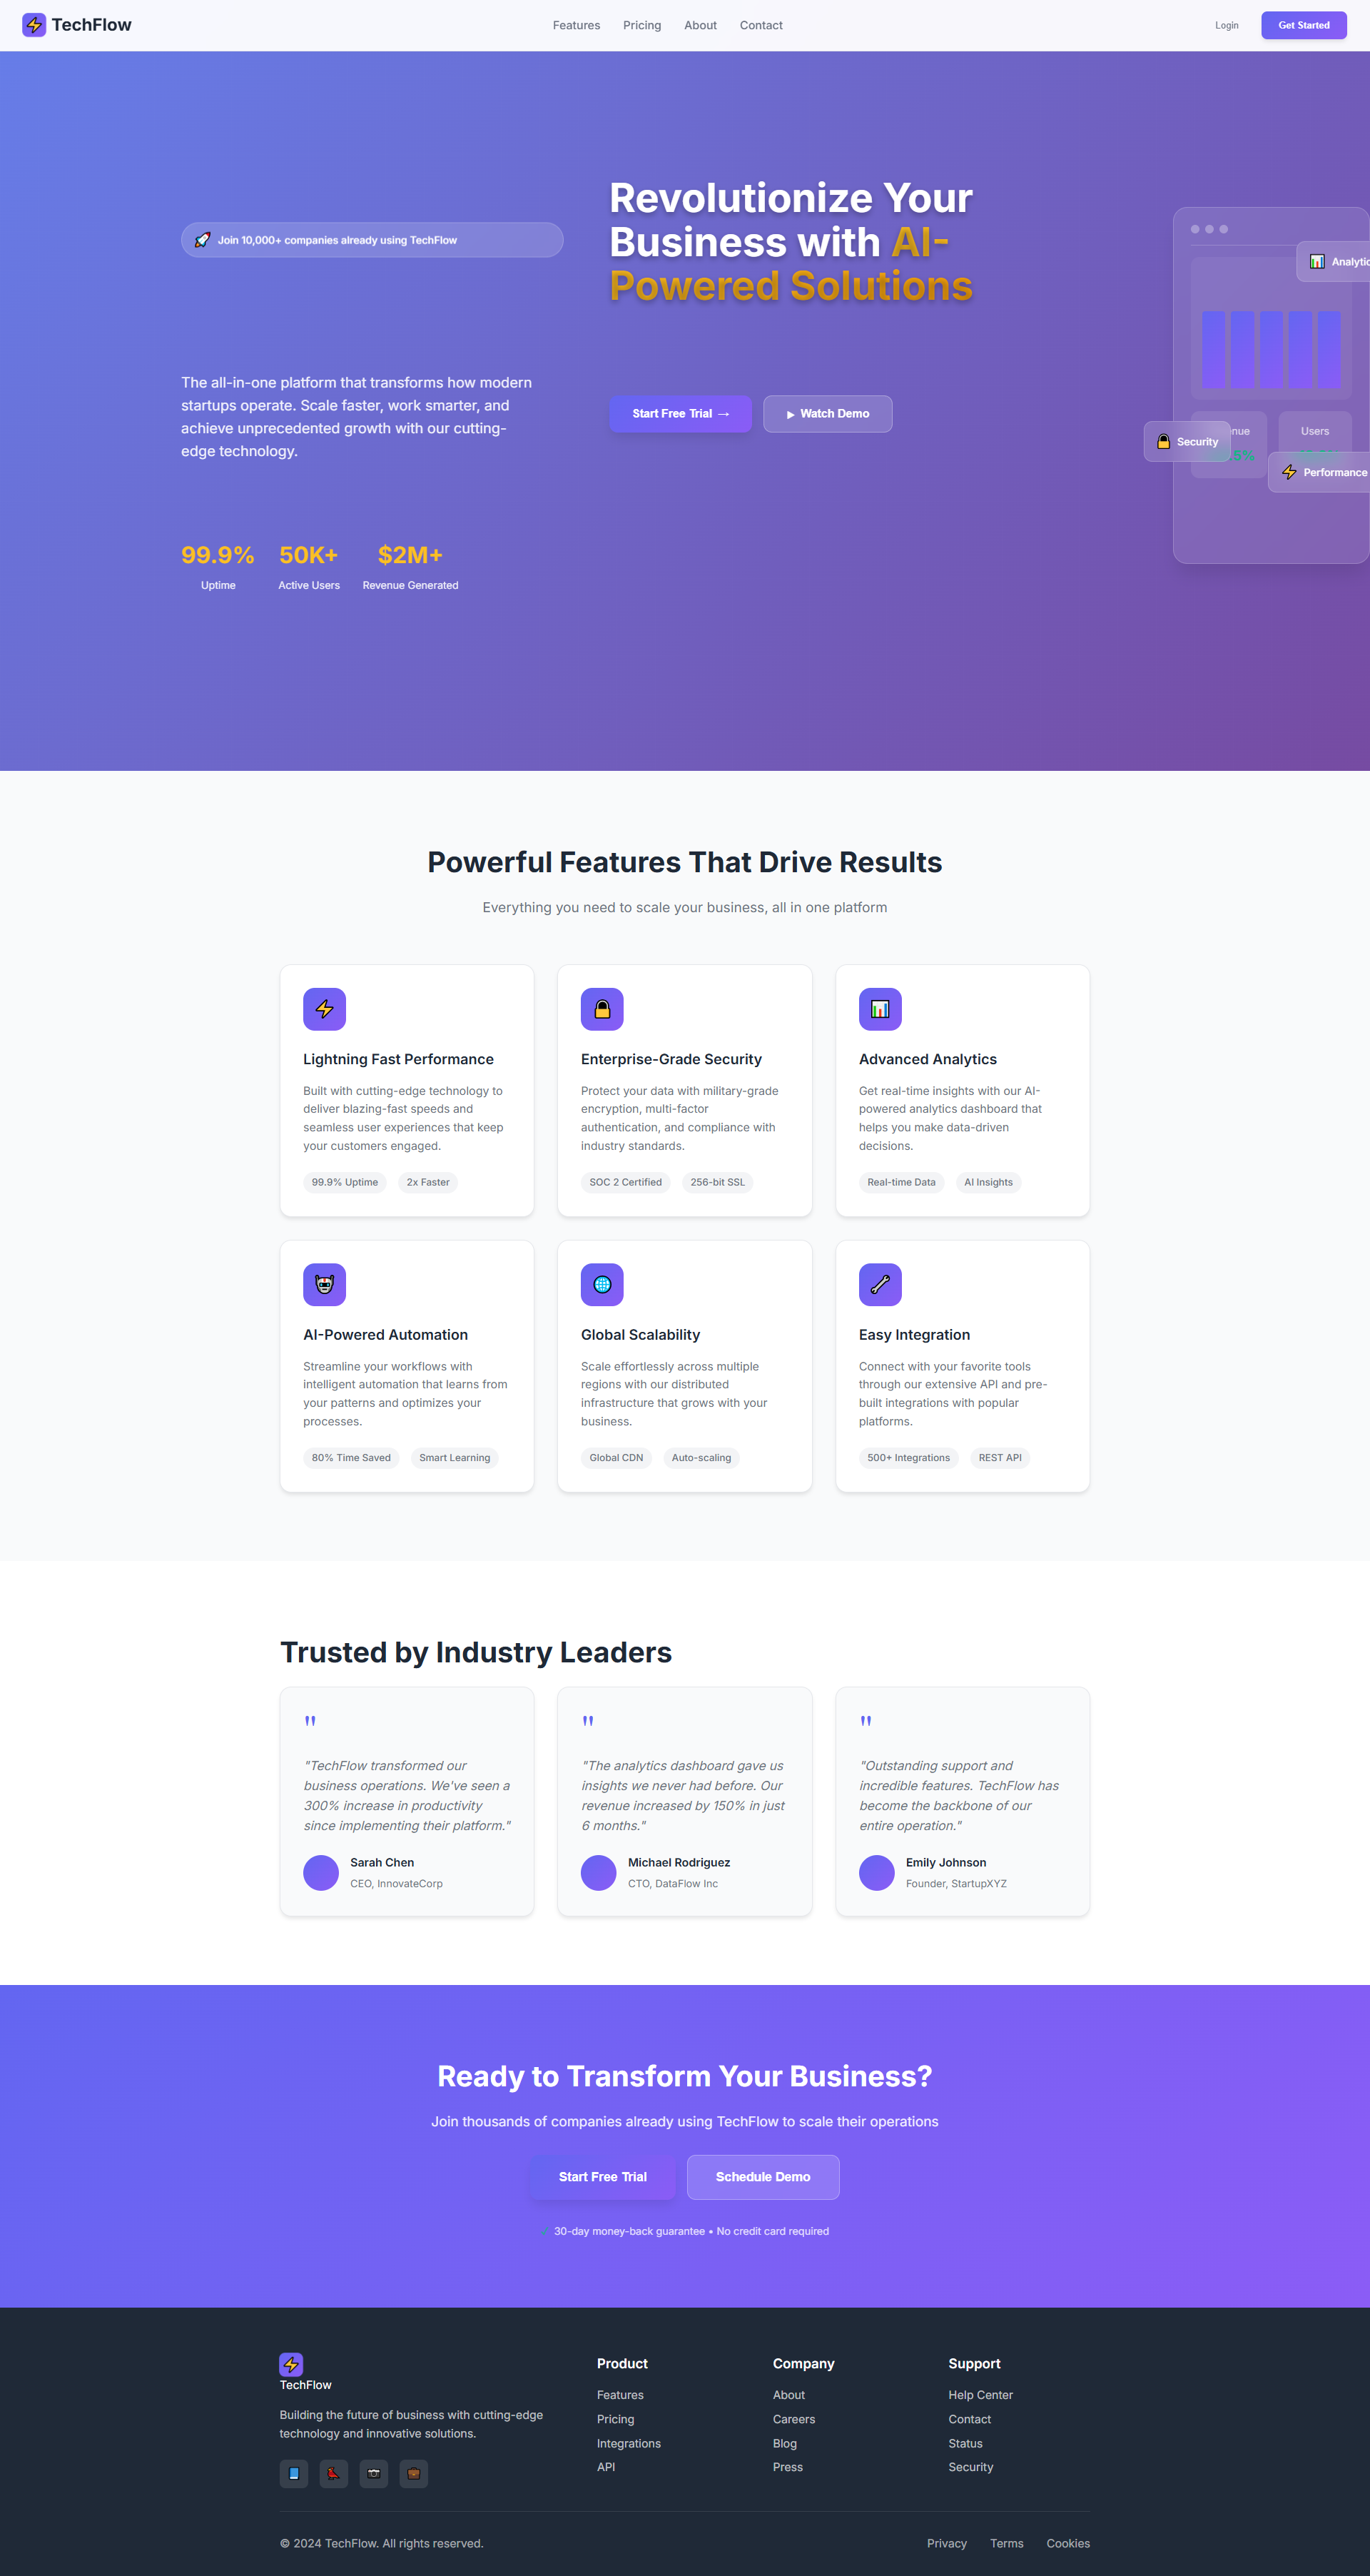 TechFlow
Features
Pricing
About
Contact
Login
Get Started
Join 10,000+ companies already using TechFlow
Revolutionize Your
Business with AI-
Powered Solutions
The all-in-one platform that transforms how modern
startups operate. Scale faster, work smarter, and
achieve unprecedented growth with our cutting-
edge technology.
Start Free Trial →
▶ Watch Demo
99.9%
Uptime
50K+
Active Users
$2M+
Revenue Generated
Security
Users
Performance
Powerful Features That Drive Results
Everything you need to scale your business, all in one platform
Lightning Fast Performance
Built with cutting-edge technology to
deliver blazing-fast speeds and
seamless user experiences that keep
your customers engaged.
99.9% Uptime
2x Faster
Enterprise-Grade Security
Protect your data with military-grade
encryption, multi-factor
authentication, and compliance with
industry standards.
SOC 2 Certified
256-bit SSL
Advanced Analytics
Get real-time insights with our AI-
powered analytics dashboard that
helps you make data-driven
decisions.
Real-time Data
AI Insights
AI-Powered Automation
Streamline your workflows with
intelligent automation that learns from
your patterns and optimizes your
processes.
80% Time Saved
Smart Learning
Global Scalability
Scale effortlessly across multiple
regions with our distributed
infrastructure that grows with your
business.
Global CDN
Auto-scaling
Easy Integration
Connect with your favorite tools
through our extensive API and pre-
built integrations with popular
platforms.
500+ Integrations
REST API
Trusted by Industry Leaders
"
"TechFlow transformed our
business operations. We've seen a
300% increase in productivity
since implementing their platform."
Sarah Chen
CEO, InnovateCorp
"
"The analytics dashboard gave us
insights we never had before. Our
revenue increased by 150% in just
6 months."
Michael Rodriguez
CTO, DataFlow Inc
"
"Outstanding support and
incredible features. TechFlow has
become the backbone of our
entire operation."
Emily Johnson
Founder, StartupXYZ
Ready to Transform Your Business?
Join thousands of companies already using TechFlow to scale their operations
Start Free Trial
Schedule Demo
30-day money-back guarantee • No credit card required
TechFlow
Building the future of business with cutting-edge
technology and innovative solutions.
Product
Features
Pricing
Integrations
API
Company
About
Careers
Blog
Press
Support
Help Center
Contact
Status
Security
© 2024 TechFlow. All rights reserved.
Privacy
Terms
Cookies